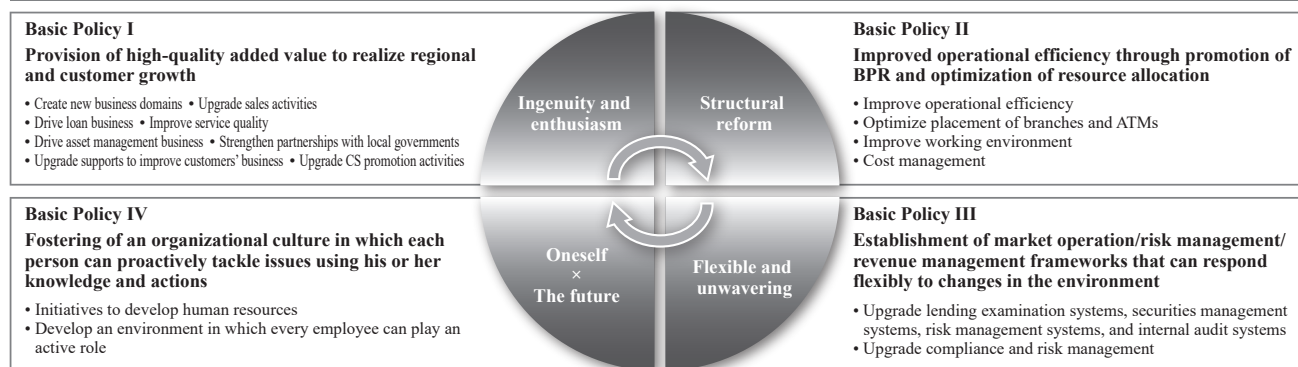 Basic Policy I
Provision of high-quality added value to realize regional
and customer growth
• Create new business domains • Upgrade sales activities
• Drive loan business • Improve service quality
• Drive asset management business • Strengthen partnerships with local governments
• Upgrade supports to improve customers' business • Upgrade CS promotion activities
Ingenuity and
enthusiasm
Structural
reform
Basic Policy II
Improved operational efficiency through promotion of
BPR and optimization of resource allocation
• Improve operational efficiency
• Optimize placement of branches and ATMs
• Improve working environment
• Cost management
Basic Policy IV
Fostering of an organizational culture in which each
person can proactively tackle issues using his or her
knowledge and actions
• Initiatives to develop human resources
• Develop an environment in which every employee can play an
active role
Oneself
×
The future
Flexible and
unwavering
Basic Policy III
Establishment of market operation/risk management/
revenue management frameworks that can respond
flexibly to changes in the environment
• Upgrade lending examination systems, securities management
systems, risk management systems, and internal audit systems
• Upgrade compliance and risk management